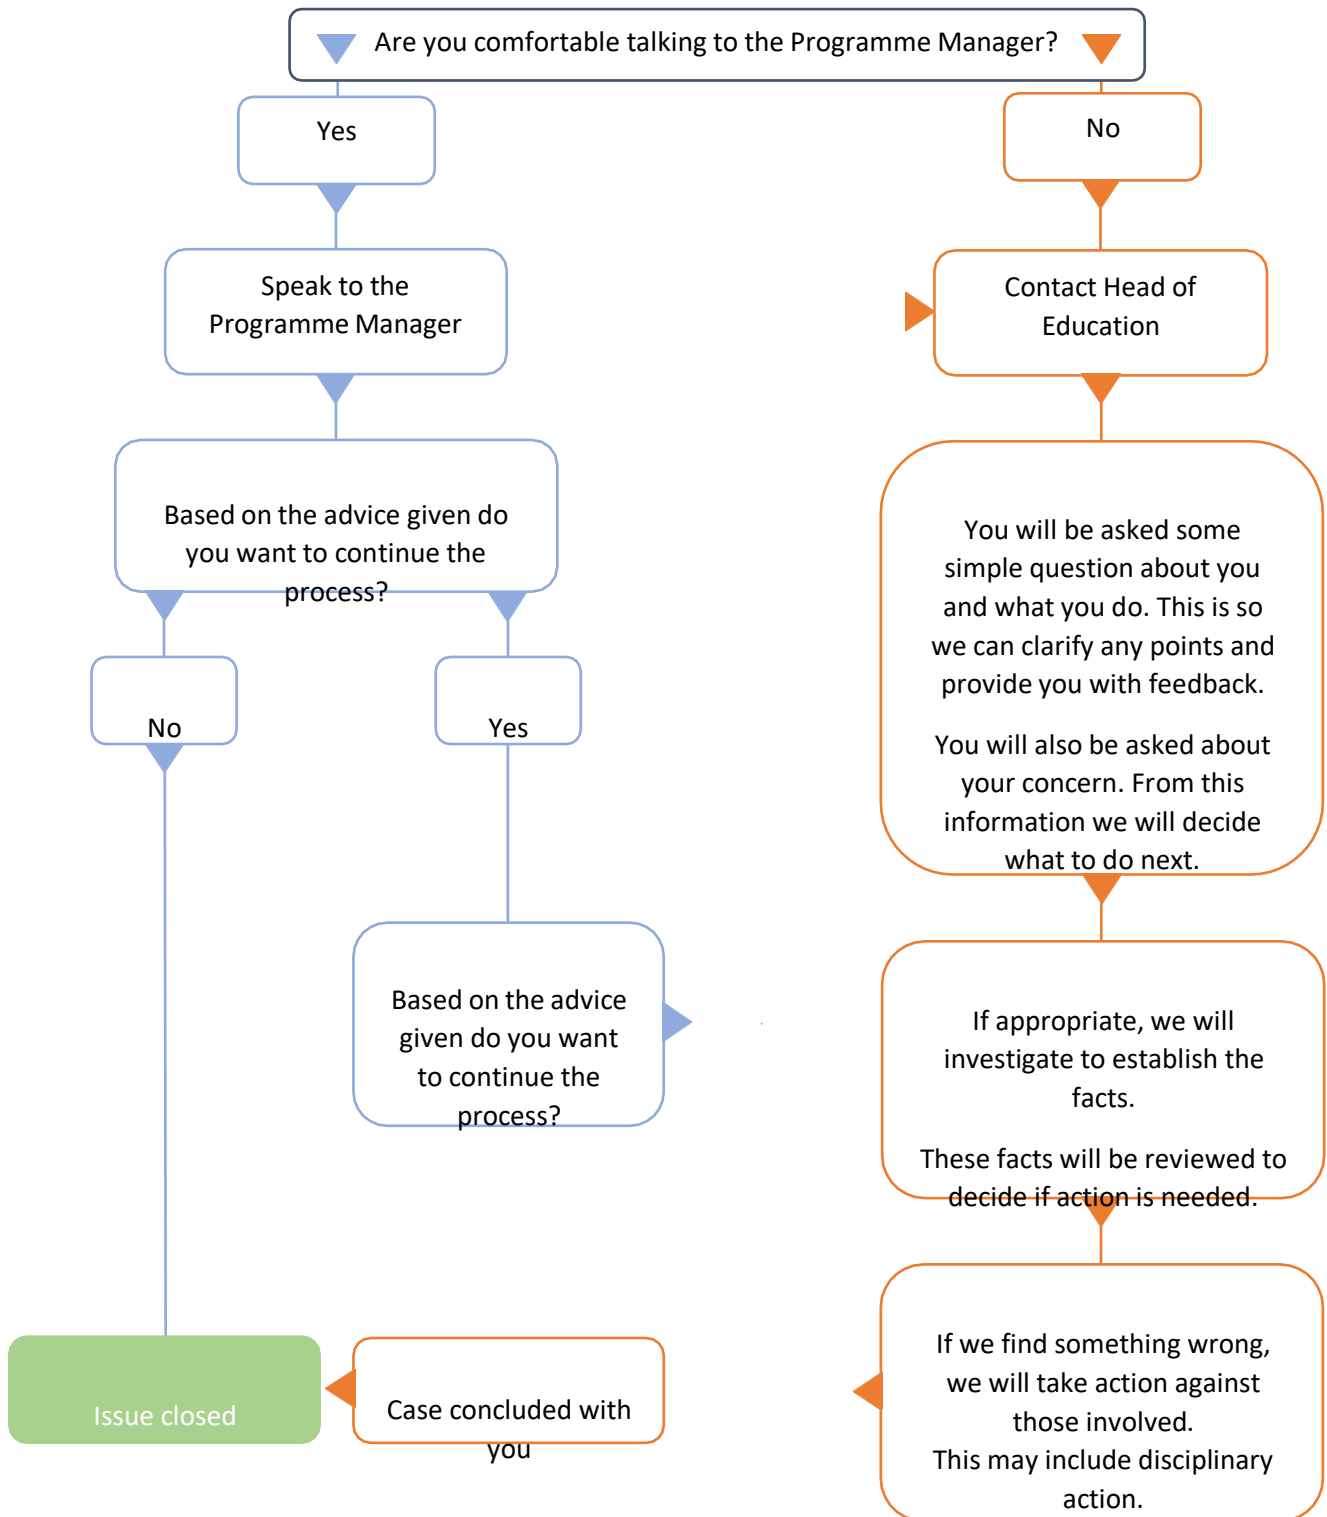 Are you comfortable talking to the Programme Manager?
Yes
No
Speak to the
Programme Manager
Contact Head of
Education
Based on the advice given do
you want to continue the
process?
No
Yes
You will be asked some
simple question about you
and what you do. This is so
we can clarify any points and
provide you with feedback.
You will also be asked about
your concern. From this
information we will decide
what to do next.
Based on the advice
given do you want
to continue the
process?
If appropriate, we will
investigate to establish the
facts.
These facts will be reviewed to
decide if action is needed.
Issue closed
Case concluded with
you
If we find something wrong,
we will take action against
those involved.
This may include disciplinary
action.